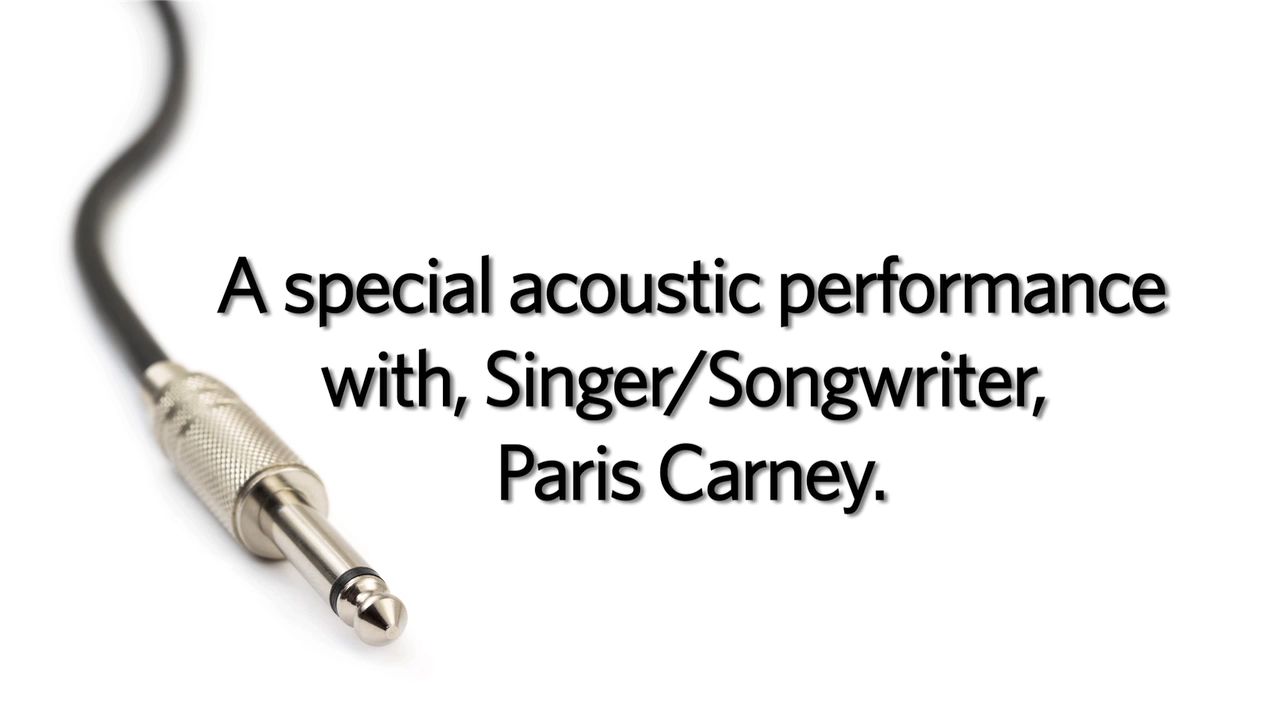 A special acoustic performance
with, Singer/Songwriter,
Paris Carney.